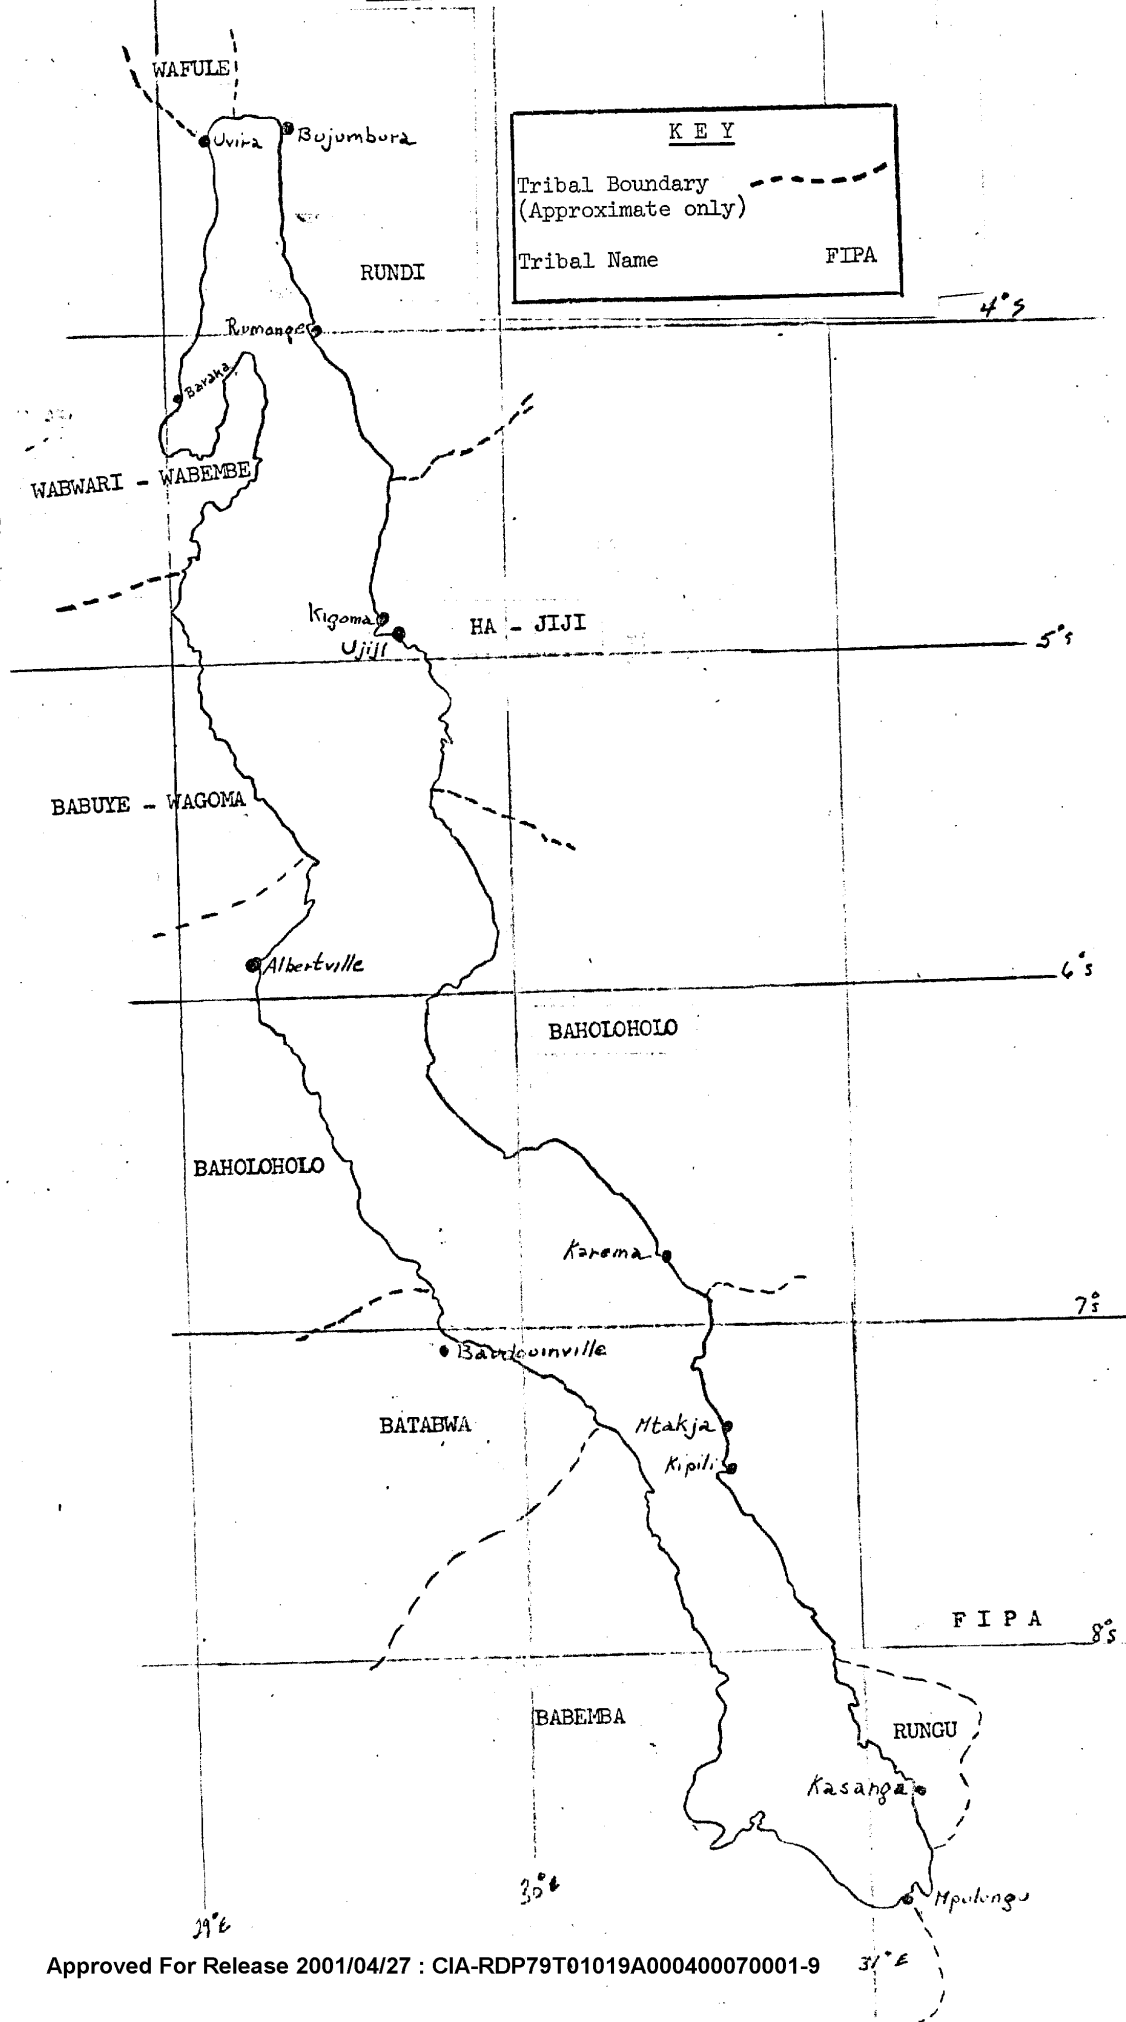 WAFULE
Uvira
Bujumbura
K E Y
Tribal Boundary
(Approximate only)
Tribal Name FIPA
RUNDI
4°S
Rumange
Baraka
WABWARI - WABEMBE
Kigoma
Ujiji
HA - JIJI
5°S
BABUYE - WAGOMA
Albertville
6°S
BAHOLOHOLO
BAHOLOHOLO
Karema
7°S
Baudouinville
BATABWA
Mtakja
Kipili
F I P A
8°S
BABEMBA
RUNGU
Kasanga
30°E
Mpulungu
29°E
31°E
Approved For Release 2001/04/27 : CIA-RDP79T01019A000400070001-9